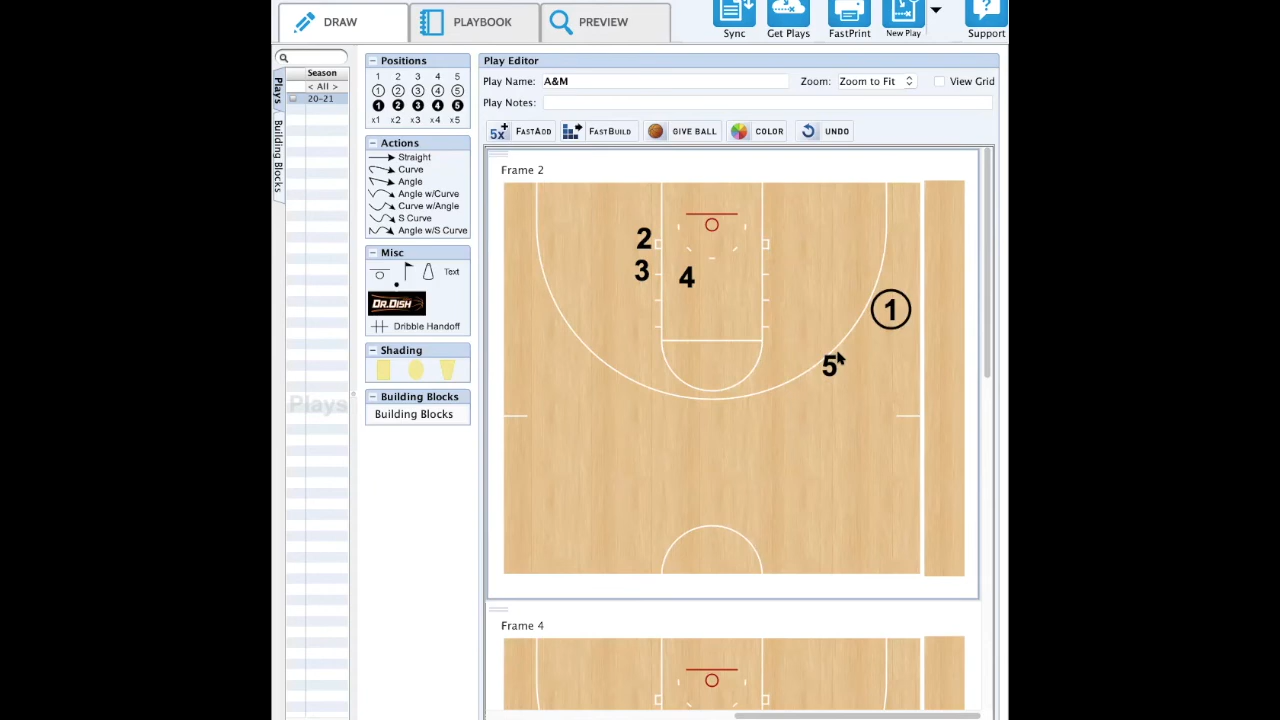 DRAW
PLAYBOOK
PREVIEW
Sync
Get Plays
FastPrint
New Play
Support
Plays
Building Blocks
Season
< All >
20-21
Plays
Positions
1 2 3 4 5
1 2 3 4 5
1 2 3 4 5
x1 x2 x3 x4 x5
Actions
Straight
Curve
Angle
Angle w/Curve
Curve w/Angle
S Curve
Angle w/S Curve
Misc
Text
DR. DISH
Dribble Handoff
Shading
Building Blocks
Building Blocks
Play Editor
Play Name: A&M
Zoom: Zoom to Fit
View Grid
Play Notes:
5x+ FASTADD
FASTBUILD
GIVE BALL
COLOR
UNDO
Frame 2
2
3
4
1
5
Frame 4